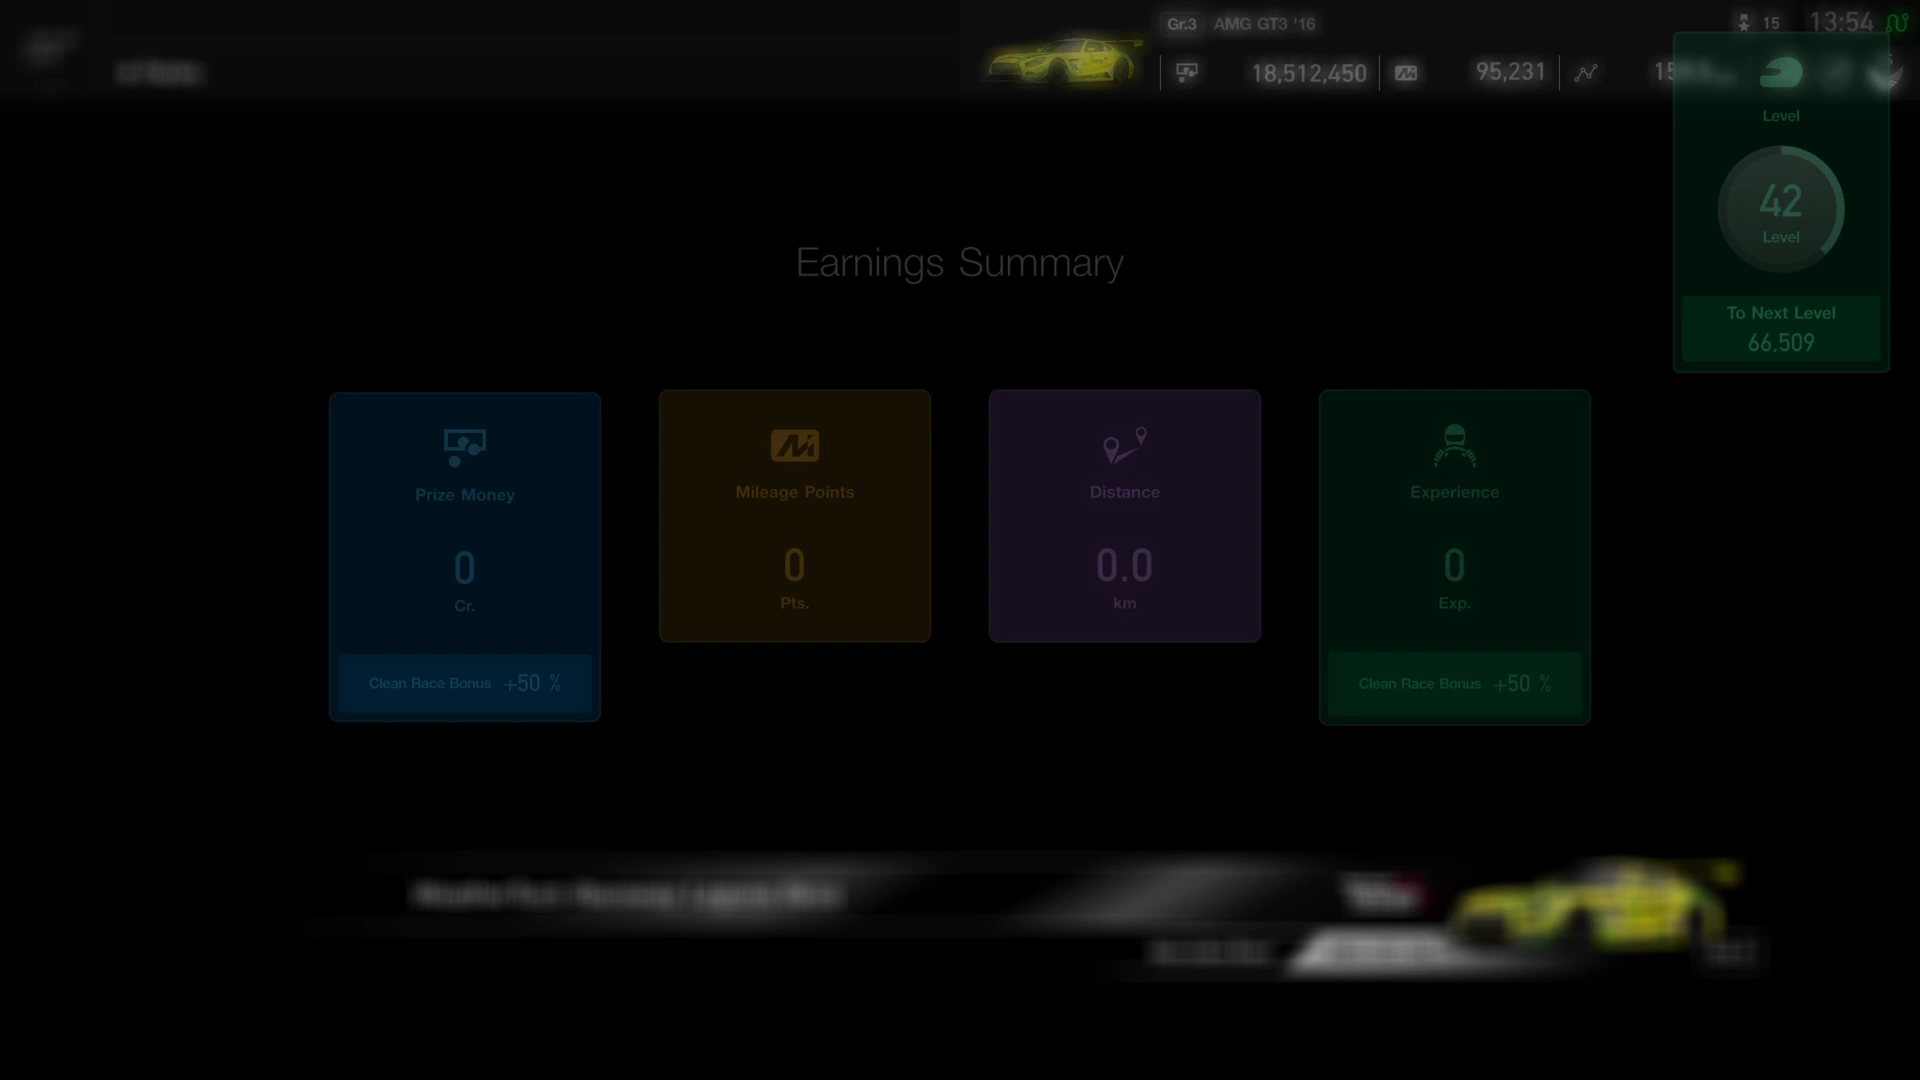 Gr.3 AMG GT3 '16
15 13:54
18,512,450 95,231
Level
42
Level
To Next Level
66,509
Earnings Summary
Prize Money
0
Cr.
Clean Race Bonus +50 %
Mileage Points
0
Pts.
Distance
0.0
km
Experience
0
Exp.
Clean Race Bonus +50 %